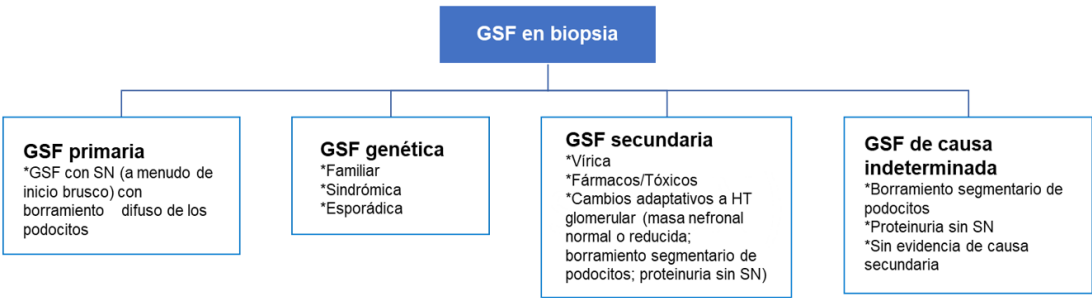 GSF en biopsia
GSF primaria
*GSF con SN (a menudo de
inicio brusco) con
borramiento difuso de los
podocitos
GSF genética
*Familiar
*Sindrómica
*Esporádica
GSF secundaria
*Vírica
*Fármacos/Tóxicos
*Cambios adaptativos a HT
glomerular (masa nefronal
normal o reducida;
borramiento segmentario de
podocitos; proteinuria sin SN)
GSF de causa
indeterminada
*Borramiento segmentario de
podocitos
*Proteinuria sin SN
*Sin evidencia de causa
secundaria